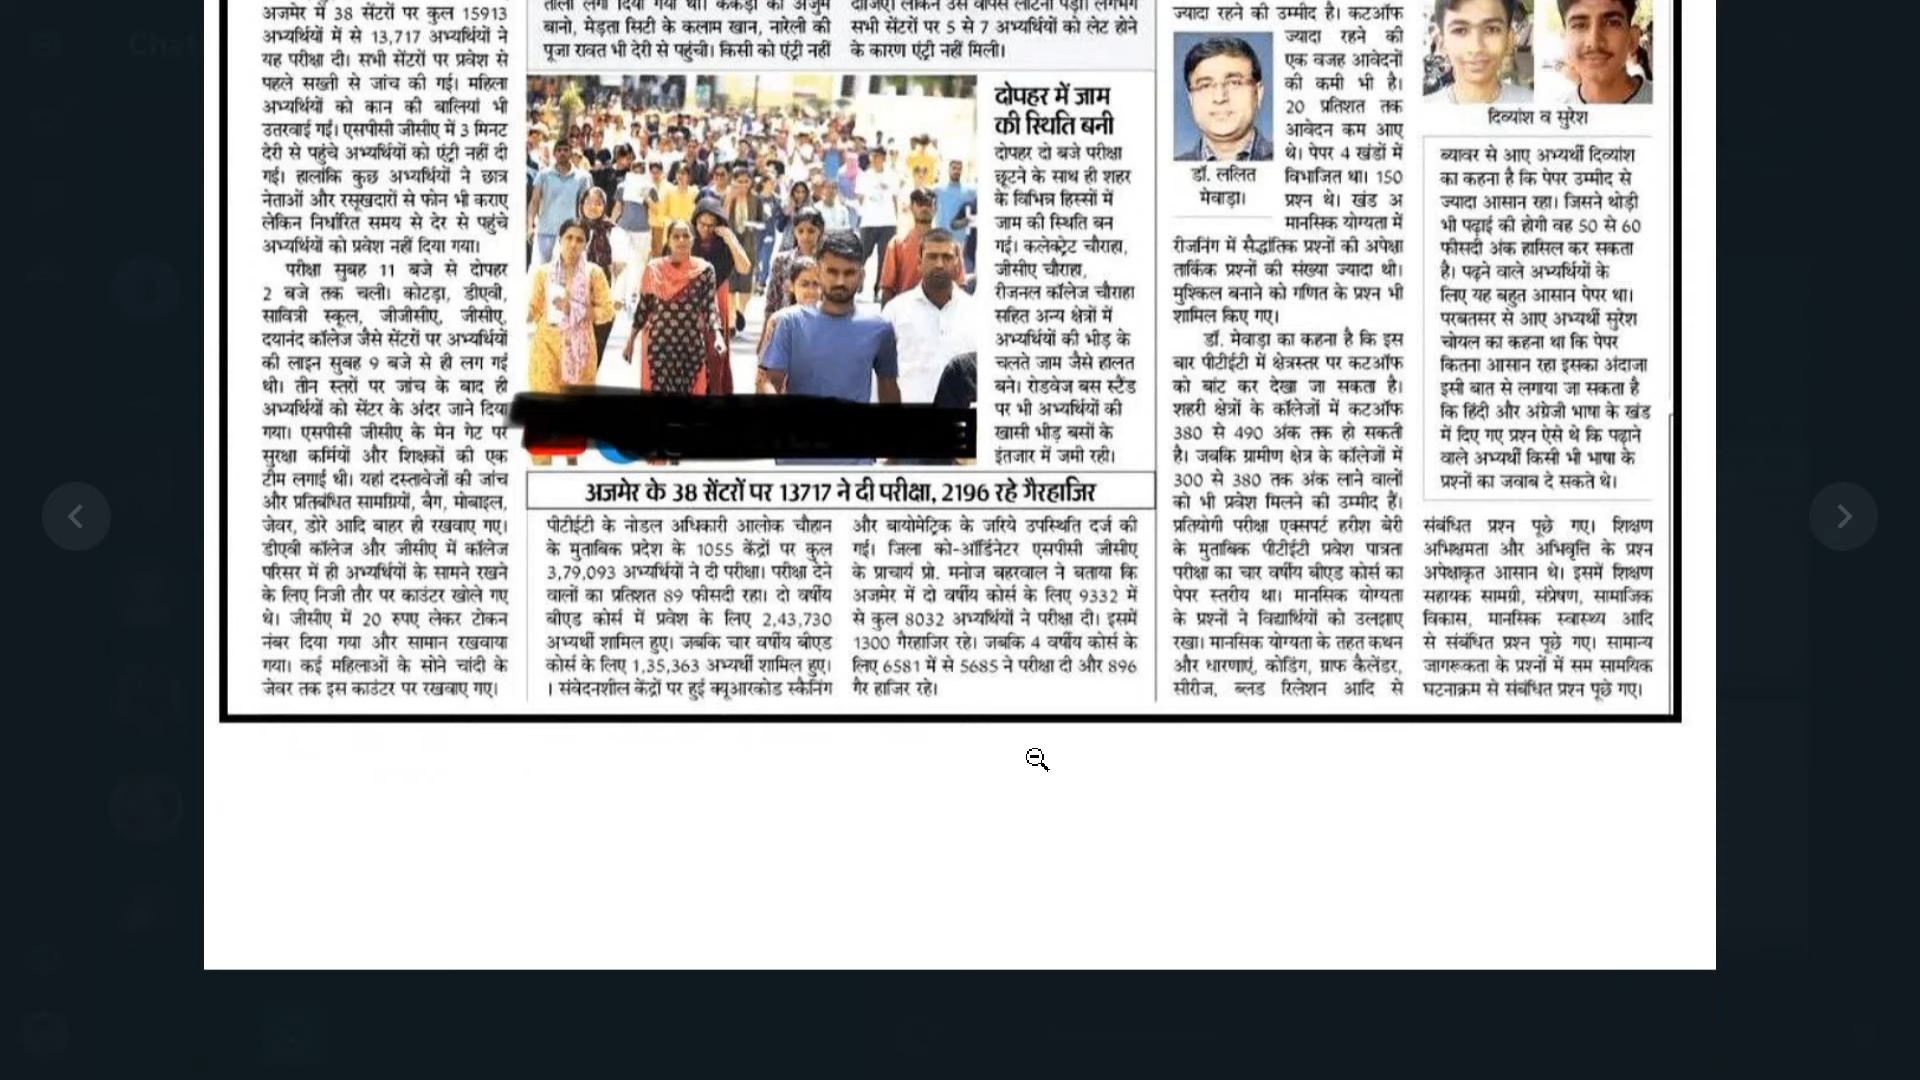 अजमेर में 38 सेंटरों पर कुल 15913
अभ्यर्थियों में से 13,717 अभ्यर्थियों ने
यह परीक्षा दी। सभी सेंटरों पर प्रवेश से
पहले सख्ती से जांच की गई। महिला
अभ्यर्थियों को कान की बालियां भी
उतरवाई गईं। एसपीसी जीसीए में 3 मिनट
देरी से पहुंचे अभ्यर्थियों को एंट्री नहीं दी
गई। हालांकि कुछ अभ्यर्थियों ने छात्र
नेताओं और रसूखदारों से फोन भी कराए
लेकिन निर्धारित समय से देर से पहुंचे
अभ्यर्थियों को प्रवेश नहीं दिया गया।
परीक्षा सुबह 11 बजे से दोपहर
2 बजे तक चली। कोटड़ा, डीएवी,
सावित्री स्कूल, जीजीसीए, जीसीए,
दयानंद कॉलेज जैसे सेंटरों पर अभ्यर्थियों
की लाइन सुबह 9 बजे से ही लग गई
थी। तीन स्तरों पर जांच के बाद ही
अभ्यर्थियों को सेंटर के अंदर जाने दिया
गया। एसपीसी जीसीए के मेन गेट पर
सुरक्षा कर्मियों और शिक्षकों की एक
टीम लगाई थी। यहां दस्तावेजों की जांच
और प्रतिबंधित सामग्रियों, बैग, मोबाइल,
जेवर, डोरे आदि बाहर ही रखवाए गए।
डीएवी कॉलेज और जीसीए में कॉलेज
परिसर में ही अभ्यर्थियों के सामने रखने
के लिए निजी तौर पर काउंटर खोले गए
थे। जीसीए में 20 रुपए लेकर टोकन
नंबर दिया गया और सामान रखवाया
गया। कई महिलाओं के सोने चांदी के
जेवर तक इस काउंटर पर रखवाए गए।
ताला लगा दिया गया था। केकड़ी की अंजुम
बानो, मेड़ता सिटी के कलाम खान, नारेली की
पूजा रावत भी देरी से पहुंची। किसी को एंट्री नहीं
दीजिए। लेकिन उसे वापस लौटना पड़ा। लगभग
सभी सेंटरों पर 5 से 7 अभ्यर्थियों को लेट होने
के कारण एंट्री नहीं मिली।
दोपहर में जाम
की स्थिति बनी
दोपहर दो बजे परीक्षा
छूटने के साथ ही शहर
के विभिन्न हिस्सों में
जाम की स्थिति बन
गई। कलेक्ट्रेट चौराहा,
जीसीए चौराहा,
रीजनल कॉलेज चौराहा
सहित अन्य क्षेत्रों में
अभ्यर्थियों की भीड़ के
चलते जाम जैसे हालत
बने। रोडवेज बस स्टैंड
पर भी अभ्यर्थियों की
खासी भीड़ बसों के
इंतजार में जमी रही।
अजमेर के 38 सेंटरों पर 13717 ने दी परीक्षा, 2196 रहे गैरहाजिर
पीटीईटी के नोडल अधिकारी आलोक चौहान
के मुताबिक प्रदेश के 1055 केंद्रों पर कुल
3,79,093 अभ्यर्थियों ने दी परीक्षा। परीक्षा देने
वालों का प्रतिशत 89 फीसदी रहा। दो वर्षीय
बीएड कोर्स में प्रवेश के लिए 2,43,730
अभ्यर्थी शामिल हुए। जबकि चार वर्षीय बीएड
कोर्स के लिए 1,35,363 अभ्यर्थी शामिल हुए।
। संवेदनशील केंद्रों पर हुई क्यूआरकोड स्कैनिंग
और बायोमेट्रिक के जरिये उपस्थिति दर्ज की
गई। जिला को-ऑर्डिनेटर एसपीसी जीसीए
के प्राचार्य प्रो. मनोज बहरवाल ने बताया कि
अजमेर में दो वर्षीय कोर्स के लिए 9332 में
से कुल 8032 अभ्यर्थियों ने परीक्षा दी। इसमें
1300 गैरहाजिर रहे। जबकि 4 वर्षीय कोर्स के
लिए 6581 में से 5685 ने परीक्षा दी और 896
गैर हाजिर रहे।
ज्यादा रहने की उम्मीद है। कटऑफ
ज्यादा रहने की
एक वजह आवेदनों
की कमी भी है।
20 प्रतिशत तक
आवेदन कम आए
थे। पेपर 4 खंडों में
विभाजित था। 150
प्रश्न थे। खंड अ
मानसिक योग्यता में
डॉ. ललित
मेवाड़ा।
रीजनिंग में सैद्धांतिक प्रश्नों की अपेक्षा
तार्किक प्रश्नों की संख्या ज्यादा थी।
मुश्किल बनाने को गणित के प्रश्न भी
शामिल किए गए।
डॉ. मेवाड़ा का कहना है कि इस
बार पीटीईटी में क्षेत्रस्तर पर कटऑफ
को बांट कर देखा जा सकता है।
शहरी क्षेत्रों के कॉलेजों में कटऑफ
380 से 490 अंक तक हो सकती
है। जबकि ग्रामीण क्षेत्र के कॉलेजों में
300 से 380 तक अंक लाने वालों
को भी प्रवेश मिलने की उम्मीद हैं।
प्रतियोगी परीक्षा एक्सपर्ट हरीश बेरी
के मुताबिक पीटीईटी प्रवेश पात्रता
परीक्षा का चार वर्षीय बीएड कोर्स का
पेपर स्तरीय था। मानसिक योग्यता
के प्रश्नों ने विद्यार्थियों को उलझाए
रखा। मानसिक योग्यता के तहत कथन
और धारणाएं, कोडिंग, ग्राफ कैलेंडर,
सीरीज, ब्लड रिलेशन आदि से
दिव्यांश व सुरेश
ब्यावर से आए अभ्यर्थी दिव्यांश
का कहना है कि पेपर उम्मीद से
ज्यादा आसान रहा। जिसने थोड़ी
भी पढ़ाई की होगी वह 50 से 60
फीसदी अंक हासिल कर सकता
है। पढ़ने वाले अभ्यर्थियों के
लिए यह बहुत आसान पेपर था।
परबतसर से आए अभ्यर्थी सुरेश
चोयल का कहना था कि पेपर
कितना आसान रहा इसका अंदाजा
इसी बात से लगाया जा सकता है
कि हिंदी और अंग्रेजी भाषा के खंड
में दिए गए प्रश्न ऐसे थे कि पढ़ाने
वाले अभ्यर्थी किसी भी भाषा के
प्रश्नों का जवाब दे सकते थे।
संबंधित प्रश्न पूछे गए। शिक्षण
अभिक्षमता और अभिवृत्ति के प्रश्न
अपेक्षाकृत आसान थे। इसमें शिक्षण
सहायक सामग्री, संप्रेषण, सामाजिक
विकास, मानसिक स्वास्थ्य आदि
से संबंधित प्रश्न पूछे गए। सामान्य
जागरूकता के प्रश्नों में सम सामयिक
घटनाक्रम से संबंधित प्रश्न पूछे गए।